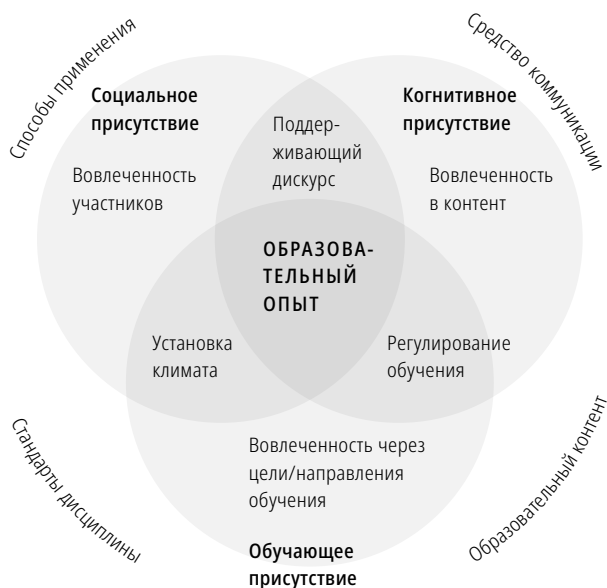 Способы применения
Средство коммуникации
Социальное
присутствие
Когнитивное
присутствие
Поддер-
живающий
дискурс
Вовлеченность
участников
Вовлеченность
в контент
ОБРАЗОВА-
ТЕЛЬНЫЙ
ОПЫТ
Установка
климата
Регулирование
обучения
Вовлеченность через
цели/направления
обучения
Обучающее
присутствие
Стандарты дисциплины
Образовательный контент